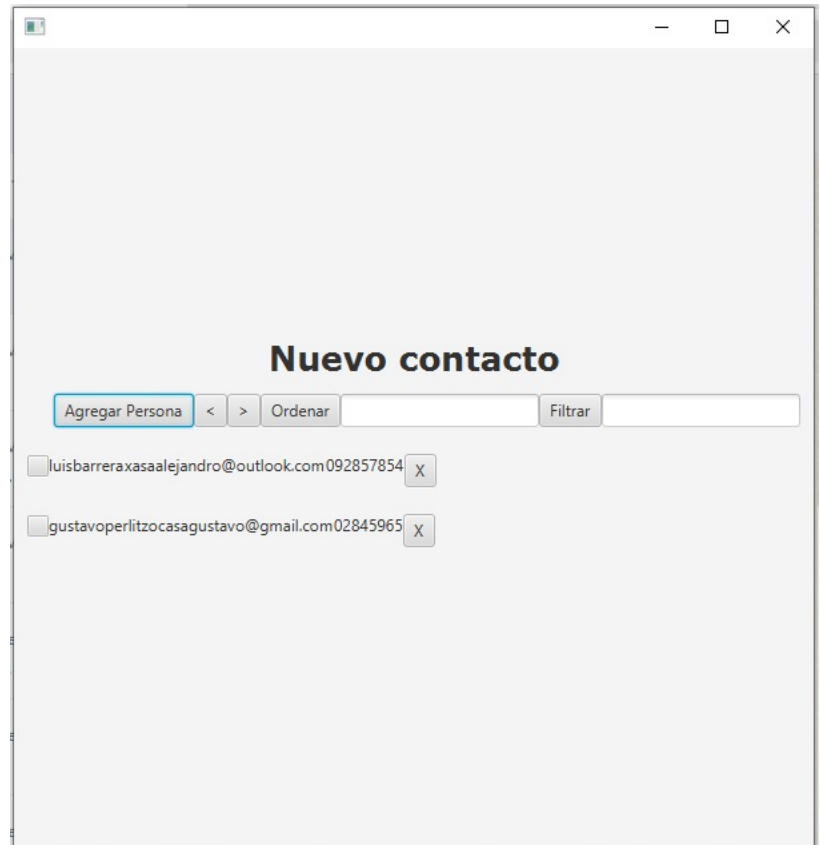 Nuevo contacto
Agregar Persona < > Ordenar Filtrar
luisbarreraxasaalejandro@outlook.com092857854 X
gustavoperlitzocasagustavo@gmail.com02845965 X